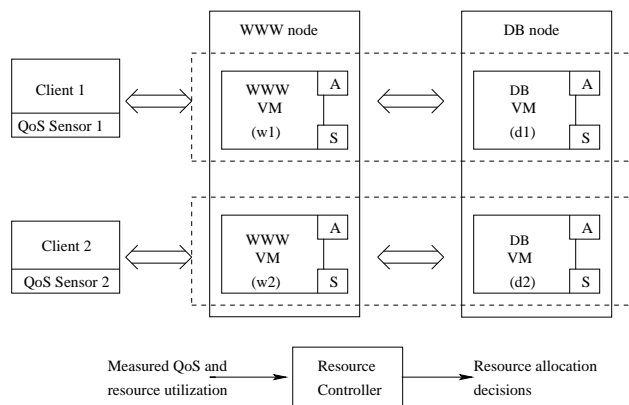 WWW node
DB node
Client 1
QoS Sensor 1
WWW
VM
(w1)
A
S
DB
VM
(d1)
A
S
Client 2
QoS Sensor 2
WWW
VM
(w2)
A
S
DB
VM
(d2)
A
S
Measured QoS and
resource utilization
Resource
Controller
Resource allocation
decisions